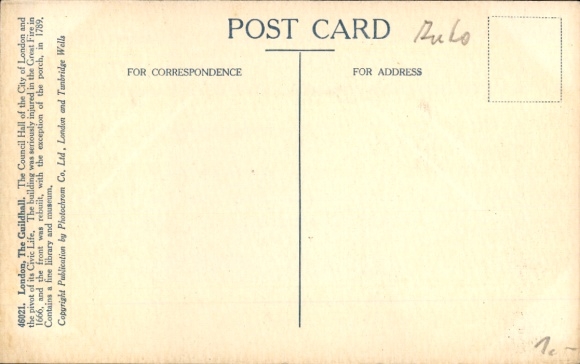 POST CARD
FOR CORRESPONDENCE
FOR ADDRESS
46021. London, The Guildhall. The Council Hall of the City of London and
the pivot of its Civic Life. The building was seriously injured in the Great Fire in
1666, and the front was rebuilt, with the exception of the porch, in 1789.
Contains a fine library and museum.
Copyright Publication by Photochrom Co, Ltd, London and Tunbridge Wells
1.-